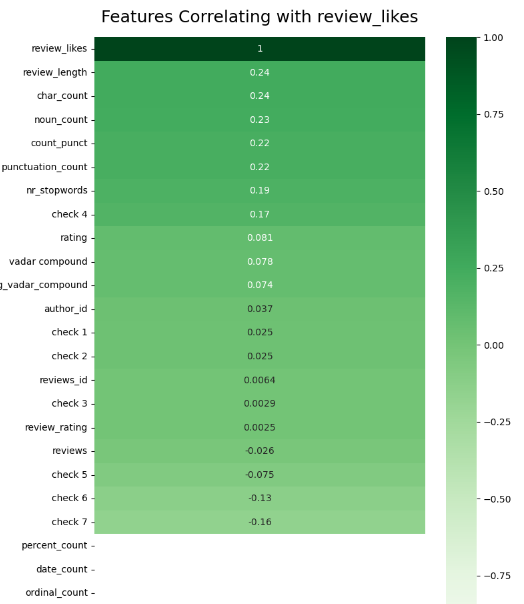 Features Correlating with review_likes
review_likes 1
review_length 0.24
char_count 0.24
noun_count 0.23
count_punct 0.22
punctuation_count 0.22
nr_stopwords 0.19
check 4 0.17
rating 0.081
vadar compound 0.078
g_vadar_compound 0.074
author_id 0.037
check 1 0.025
check 2 0.025
reviews_id 0.0064
check 3 0.0029
review_rating 0.0025
reviews -0.026
check 5 -0.075
check 6 -0.13
check 7 -0.16
percent_count
date_count
ordinal_count
1.00
0.75
0.50
0.25
0.00
−0.25
−0.50
−0.75